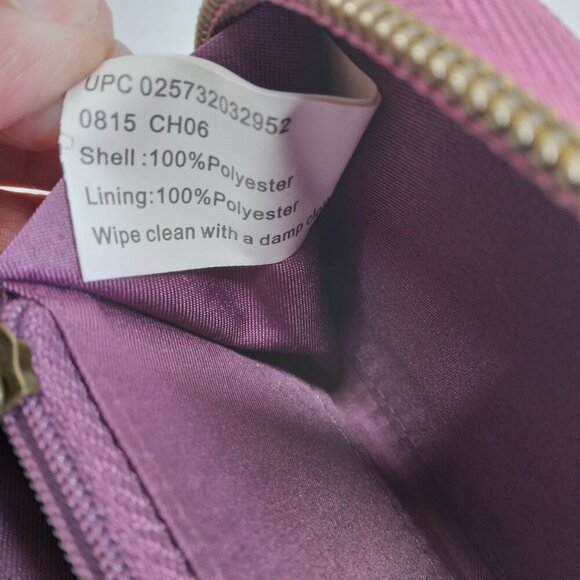 UPC 025732032952
0815 CH06
Shell:100%Polyester
Lining:100%Polyester
Wipe clean with a damp